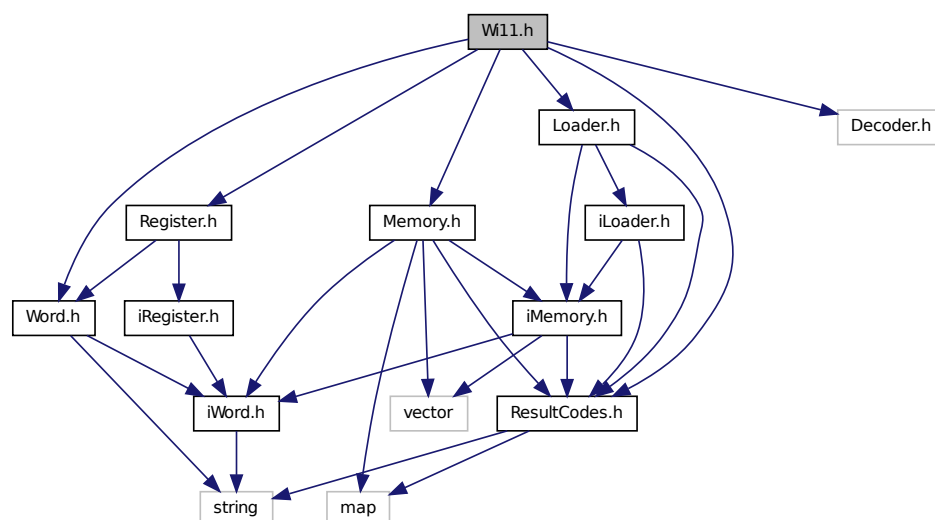 Wi11.h
Loader.h
Decoder.h
Register.h
Memory.h
iLoader.h
Word.h
iRegister.h
iMemory.h
iWord.h
vector
ResultCodes.h
string
map